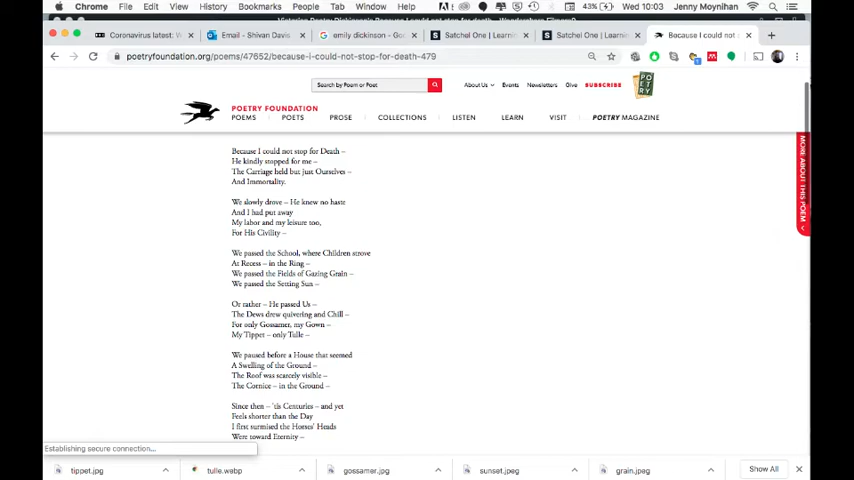 Chrome File Edit View History Bookmarks People Tab Window Help 43% Wed 10:03 Jenny Moynihan
Coronavirus latest: W
Email - Shivan Davis
emily dickinson - Go
Satchel One | Learnin
Satchel One | Learnin
Because I could not s
poetryfoundation.org/poems/47652/because-i-could-not-stop-for-death-479
Search by Poem or Poet
About Us Events Newsletters Give SUBSCRIBE
POETRY FOUNDATION
POEMS POETS PROSE COLLECTIONS LISTEN LEARN VISIT POETRY MAGAZINE
MORE ABOUT THIS POEM
Because I could not stop for Death –
He kindly stopped for me –
The Carriage held but just Ourselves –
And Immortality.
We slowly drove – He knew no haste
And I had put away
My labor and my leisure too,
For His Civility –
We passed the School, where Children strove
At Recess – in the Ring –
We passed the Fields of Gazing Grain –
We passed the Setting Sun –
Or rather – He passed Us –
The Dews drew quivering and Chill –
For only Gossamer, my Gown –
My Tippet – only Tulle –
We paused before a House that seemed
A Swelling of the Ground –
The Roof was scarcely visible –
The Cornice – in the Ground –
Since then – 'tis Centuries – and yet
Feels shorter than the Day
I first surmised the Horses' Heads
Were toward Eternity –
Establishing secure connection...
tippet.jpg
tulle.webp
gossamer.jpg
sunset.jpeg
grain.jpeg
Show All